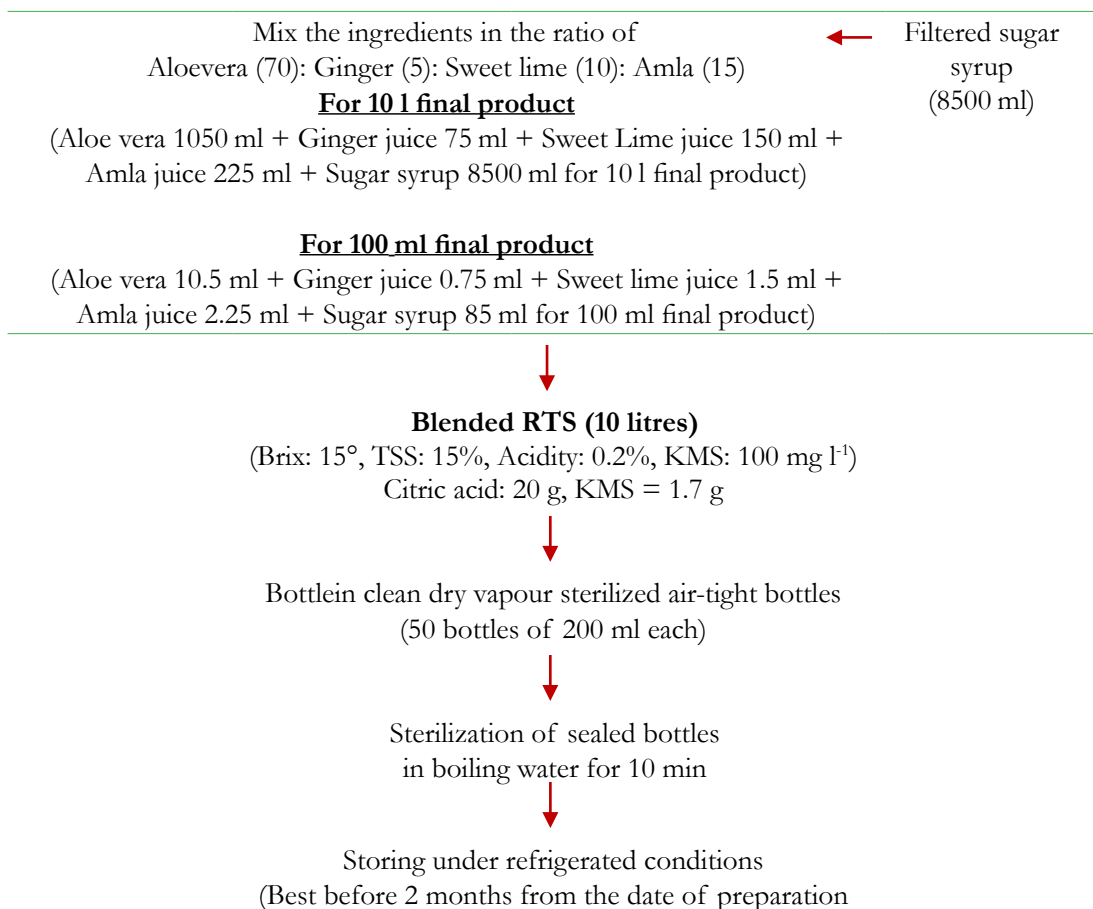 Mix the ingredients in the ratio of
Aloevera (70): Ginger (5): Sweet lime (10): Amla (15)
For 10 l final product
(Aloe vera 1050 ml + Ginger juice 75 ml + Sweet Lime juice 150 ml +
Amla juice 225 ml + Sugar syrup 8500 ml for 10 l final product)
For 100 ml final product
(Aloe vera 10.5 ml + Ginger juice 0.75 ml + Sweet lime juice 1.5 ml +
Amla juice 2.25 ml + Sugar syrup 85 ml for 100 ml final product)
Filtered sugar
syrup
(8500 ml)
Blended RTS (10 litres)
(Brix: 15°, TSS: 15%, Acidity: 0.2%, KMS: 100 mg l⁻¹)
Citric acid: 20 g, KMS = 1.7 g
Bottlein clean dry vapour sterilized air-tight bottles
(50 bottles of 200 ml each)
Sterilization of sealed bottles
in boiling water for 10 min
Storing under refrigerated conditions
(Best before 2 months from the date of preparation